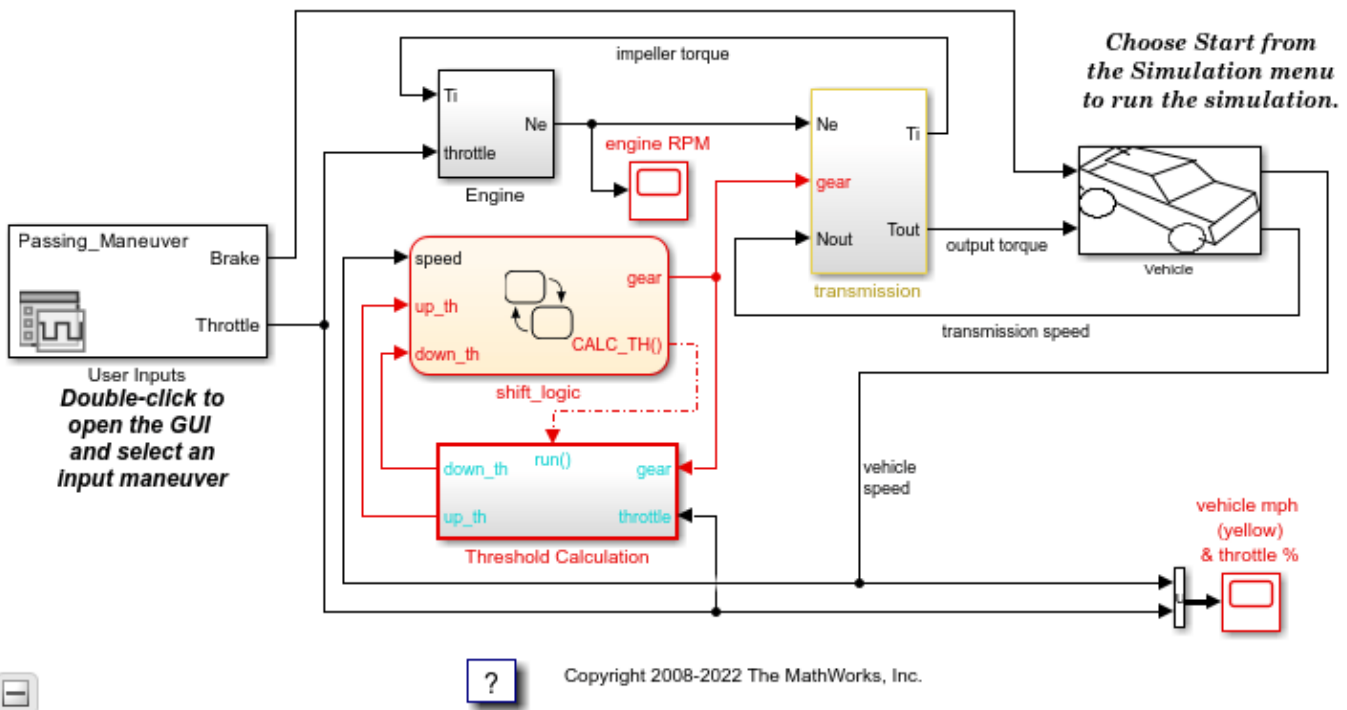 impeller torque
Choose Start from
the Simulation menu
to run the simulation.
Ti
Ne
throttle
Engine
engine RPM
Ne
Ti
gear
Nout
Tout
transmission
output torque
Vehicle
transmission speed
Passing_Maneuver
Brake
Throttle
User Inputs
Double-click to
open the GUI
and select an
input maneuver
speed
gear
up_th
CALC_TH()
down_th
shift_logic
run()
down_th
gear
up_th
throttle
Threshold Calculation
vehicle
speed
vehicle mph
(yellow)
& throttle %
?
Copyright 2008-2022 The MathWorks, Inc.